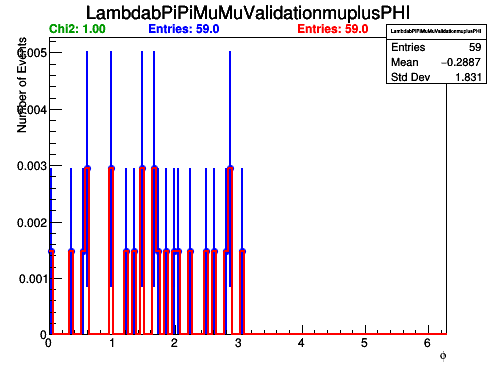 LambdabPiPiMuMuValidationmuplusPHI
Chi2: 1.00 Entries: 59.0 Entries: 59.0
LambdabPiPiMuMuValidationmuplusPHI
Entries 59
Mean −0.2887
Std Dev 1.831
Number of Events
0.005
0.004
0.003
0.002
0.001
0
0 1 2 3 4 5 6
ϕ